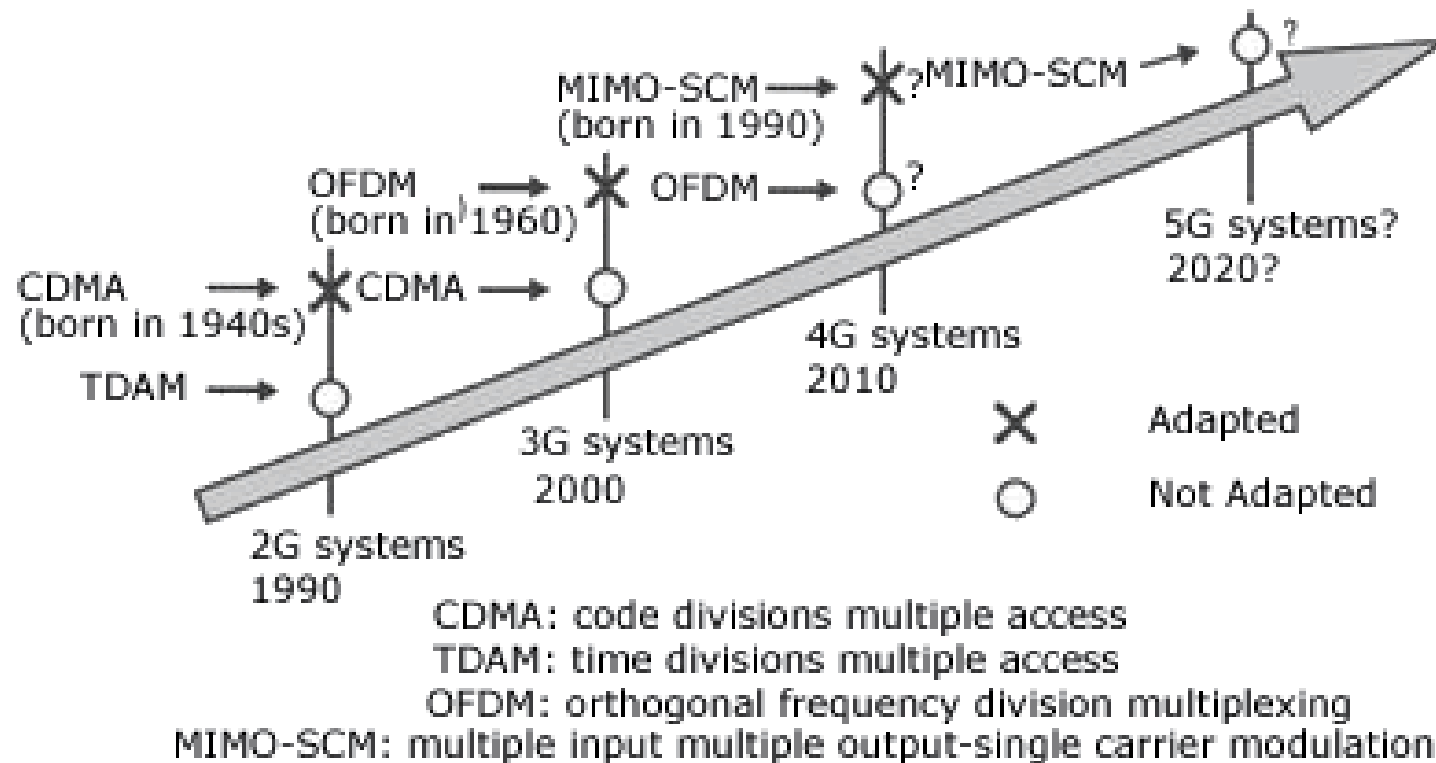 ?
MIMO-SCM
(born in 1990)
?
MIMO-SCM
OFDM
(born in 1960)
OFDM
?
5G systems?
2020?
CDMA
(born in 1940s)
CDMA
4G systems
2010
TDAM
3G systems
2000
Adapted
Not Adapted
2G systems
1990
CDMA: code divisions multiple access
TDAM: time divisions multiple access
OFDM: orthogonal frequency division multiplexing
MIMO-SCM: multiple input multiple output-single carrier modulation